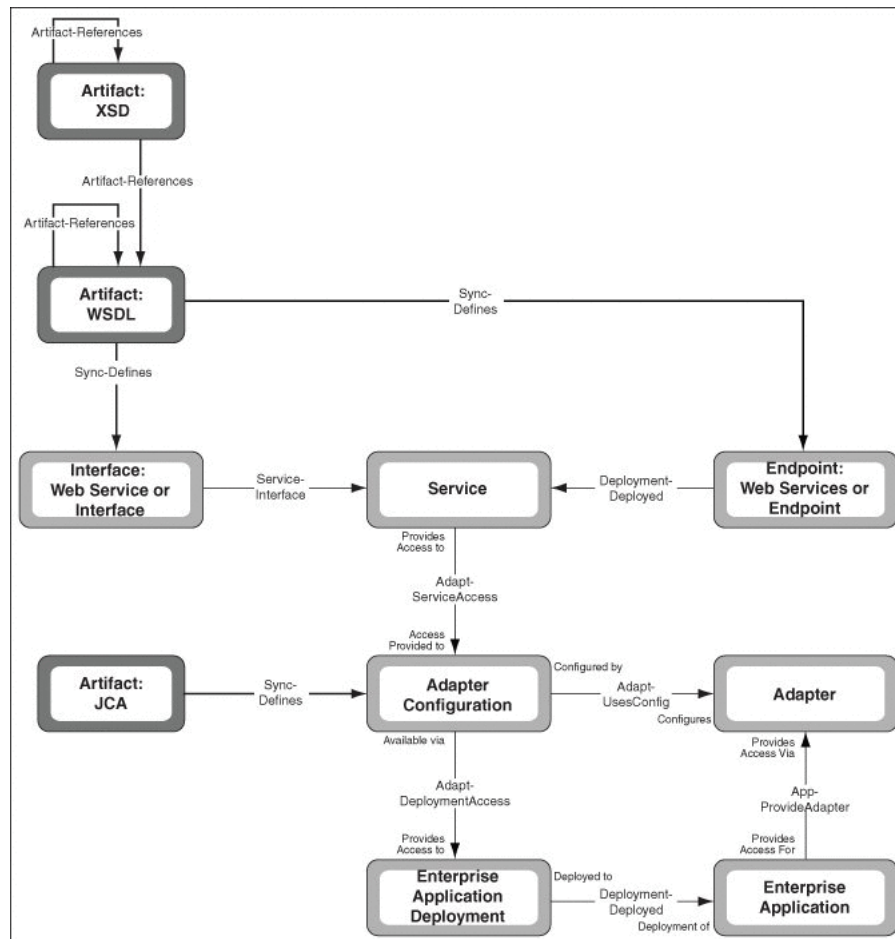 Artifact-References
Artifact:
XSD
Artifact-References
Artifact-References
Artifact:
WSDL
Sync-
Defines
Sync-Defines
Interface:
Web Service or
Interface
Service-
Interface
Service
Deployment-
Deployed
Endpoint:
Web Services or
Endpoint
Provides
Access to
Adapt-
ServiceAccess
Access
Provided to
Artifact:
JCA
Sync-
Defines
Adapter
Configuration
Configured by
Adapt-
UsesConfig
Configures
Adapter
Available via
Provides
Access Via
Adapt-
DeploymentAccess
App-
ProvideAdapter
Provides
Access to
Provides
Access For
Enterprise
Application
Deployment
Deployed to
Deployment-
Deployed
Deployment of
Enterprise
Application